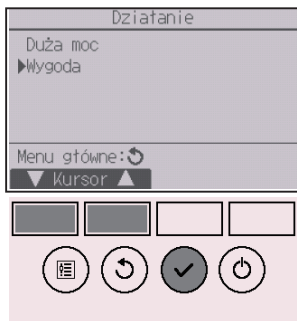 Działanie
Duża moc
▶Wygoda
Menu główne:
▼ Kursor ▲